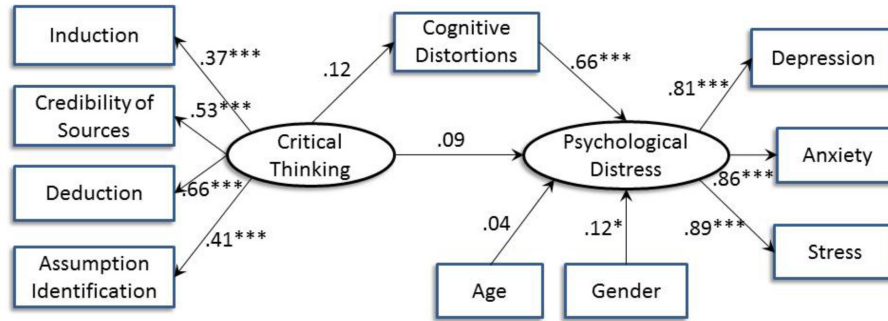 Induction
.37***
Credibility of
Sources
.53***
Deduction
.66***
Assumption
Identification
.41***
Critical
Thinking
.12
Cognitive
Distortions
.66***
.09
Psychological
Distress
.04
Age
.12*
Gender
.81***
Depression
.86***
Anxiety
.89***
Stress